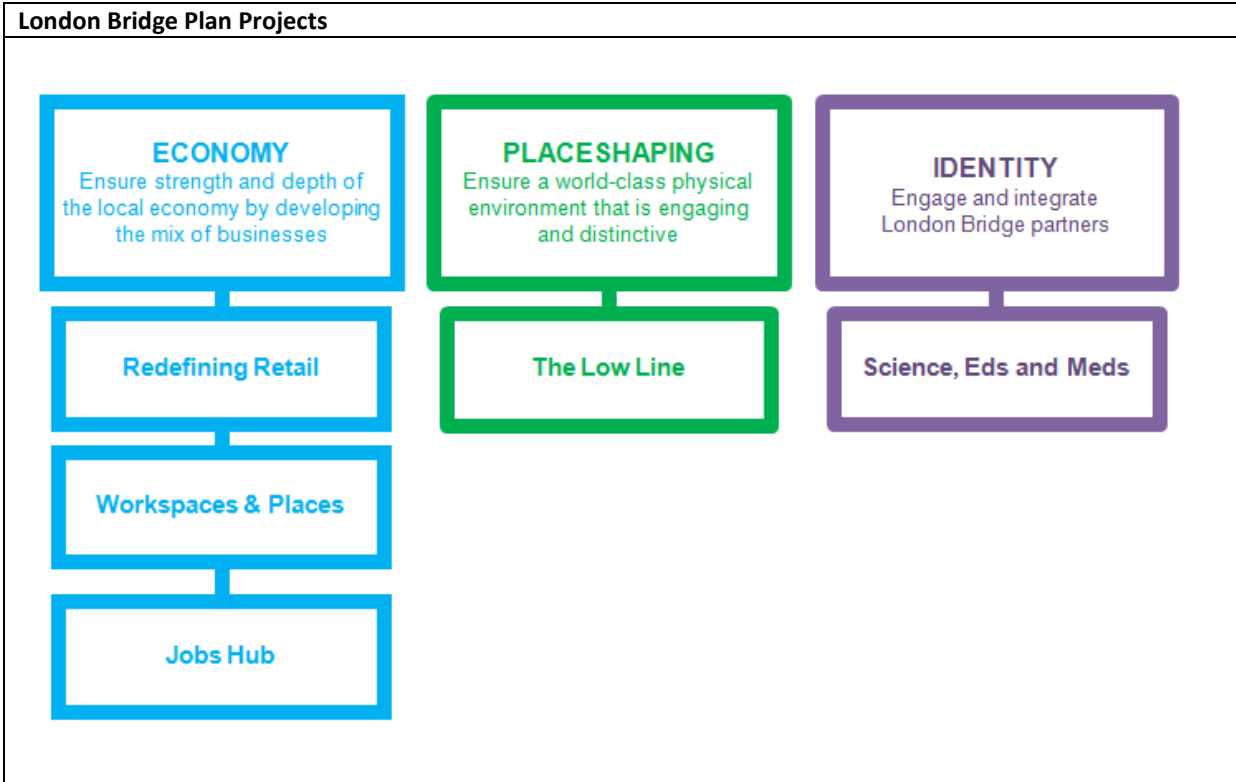 London Bridge Plan Projects
ECONOMY
Ensure strength and depth of
the local economy by developing
the mix of businesses
Redefining Retail
Workspaces & Places
Jobs Hub
PLACESHAPING
Ensure a world-class physical
environment that is engaging
and distinctive
The Low Line
IDENTITY
Engage and integrate
London Bridge partners
Science, Eds and Meds